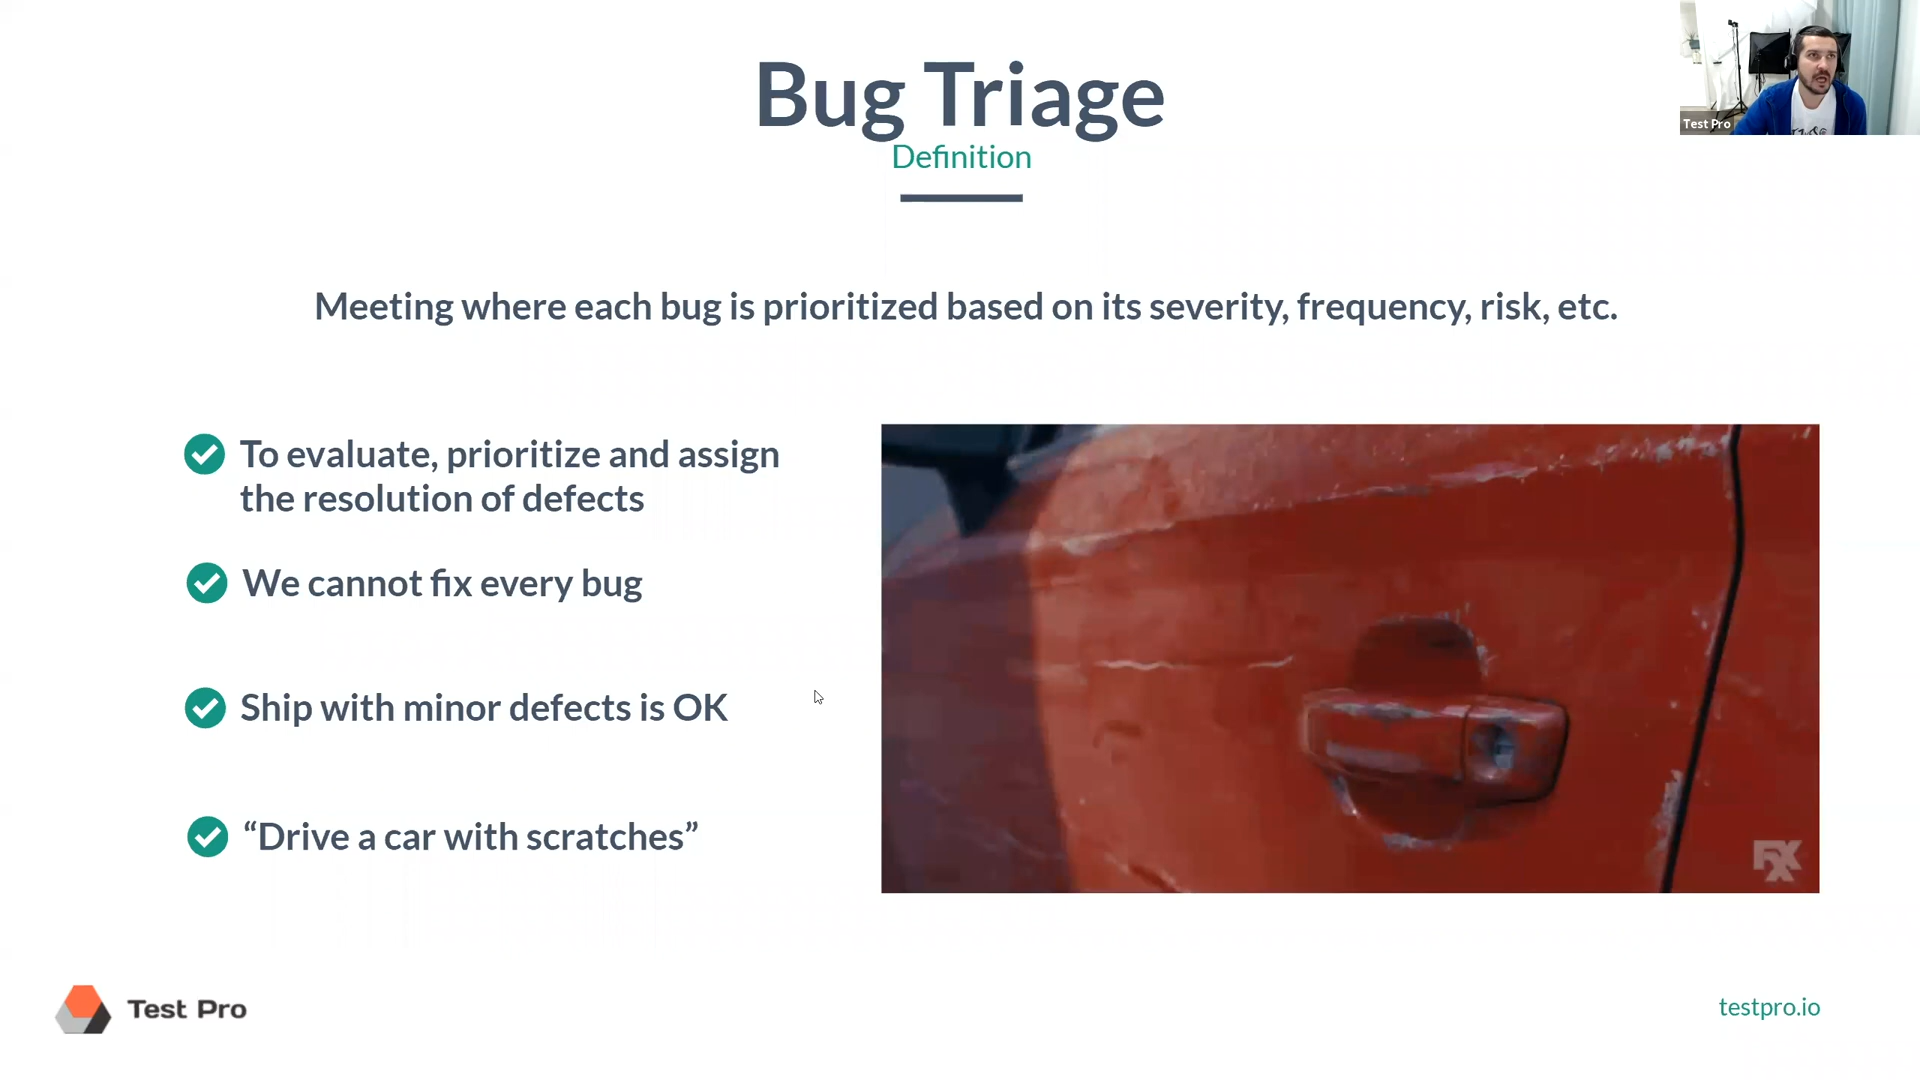 Bug Triage
Definition
Test Pro
Meeting where each bug is prioritized based on its severity, frequency, risk, etc.
To evaluate, prioritize and assign
the resolution of defects
We cannot fix every bug
Ship with minor defects is OK
“Drive a car with scratches”
FX
Test Pro
testpro.io